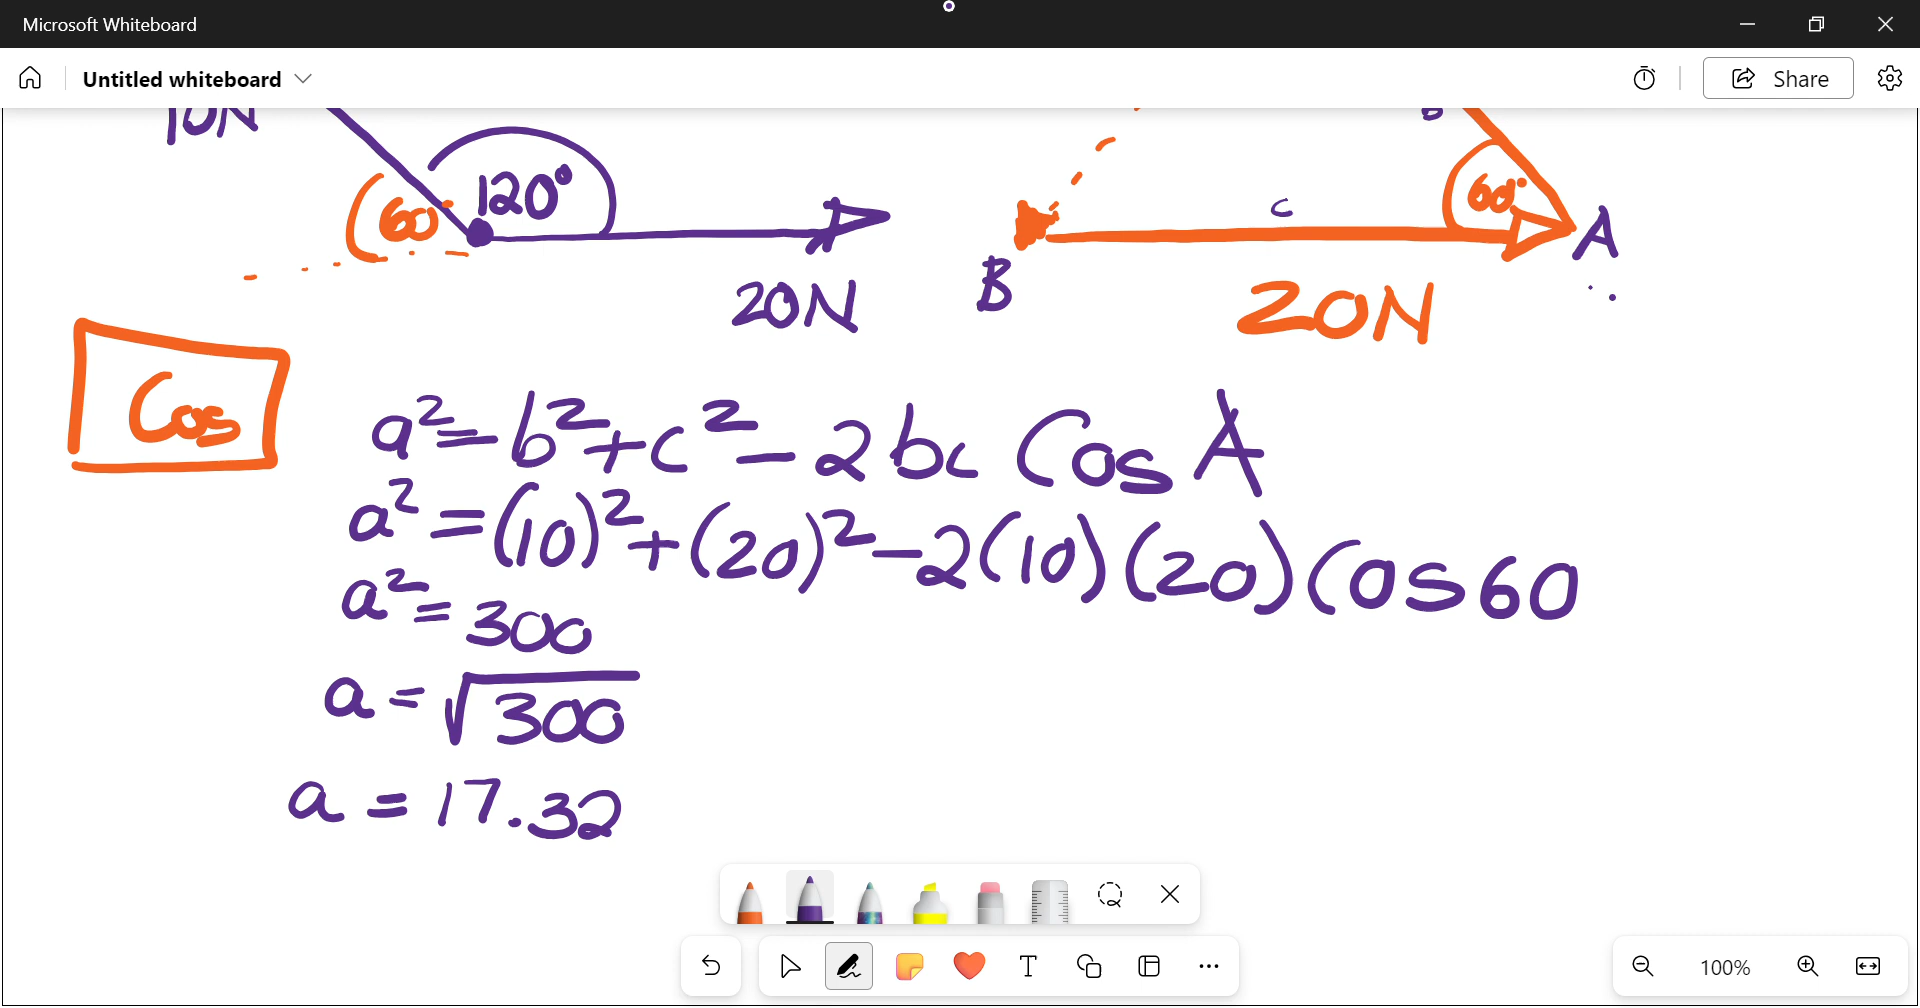 Microsoft Whiteboard
Untitled whiteboard
Share
10N
120°
60°
20N
B
c
60°
A
B
20N
Cos
a²=b²+c²-2bc Cos A
a²=(10)²+(20)²-2(10)(20)Cos60
a²=300
a=√300
a=17.32
100%